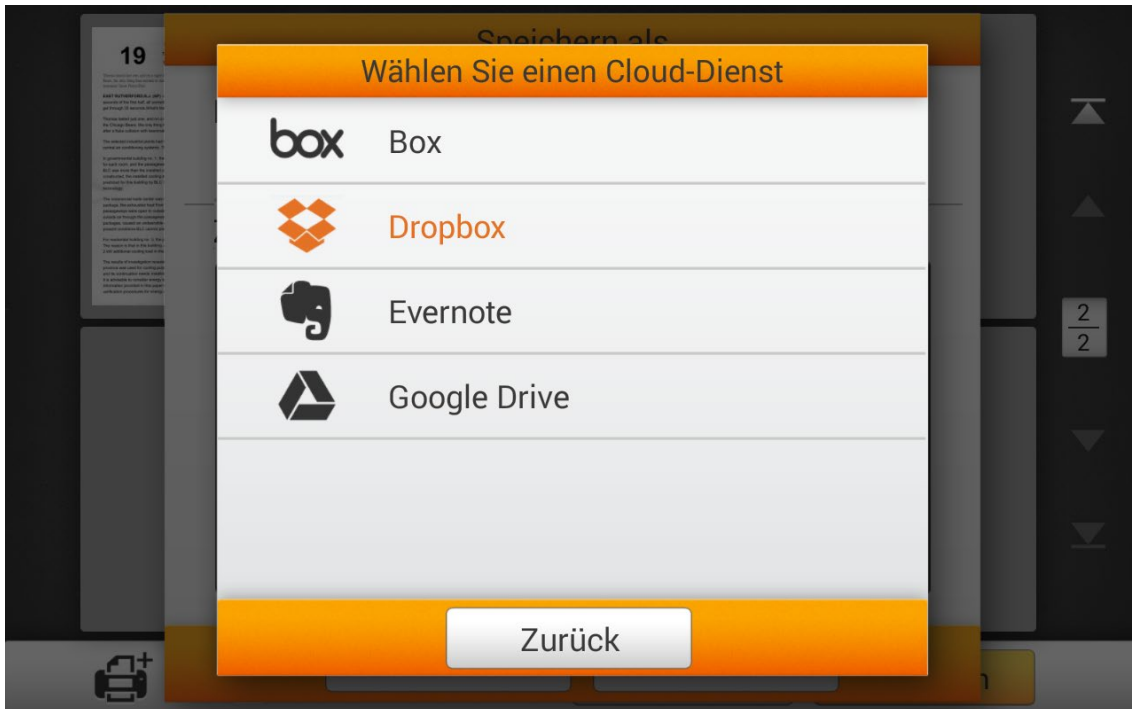 19
Speichern als
Wählen Sie einen Cloud-Dienst
box Box
Dropbox
Evernote
Google Drive
2
2
Zurück